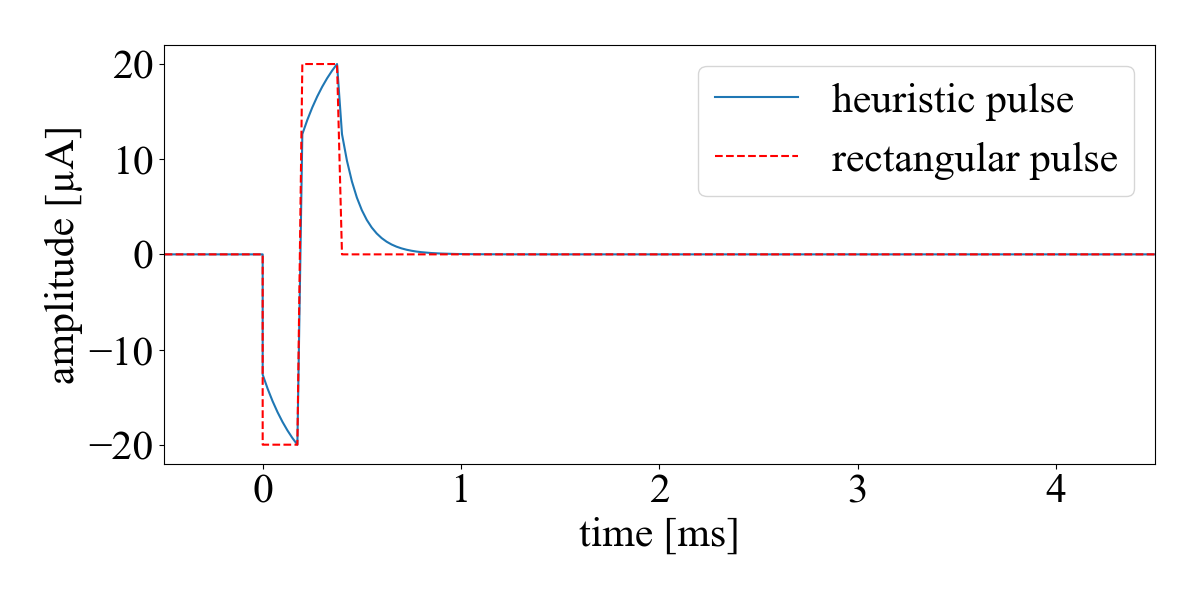 20
10
0
−10
−20
amplitude [μA]
heuristic pulse
rectangular pulse
0 1 2 3 4
time [ms]